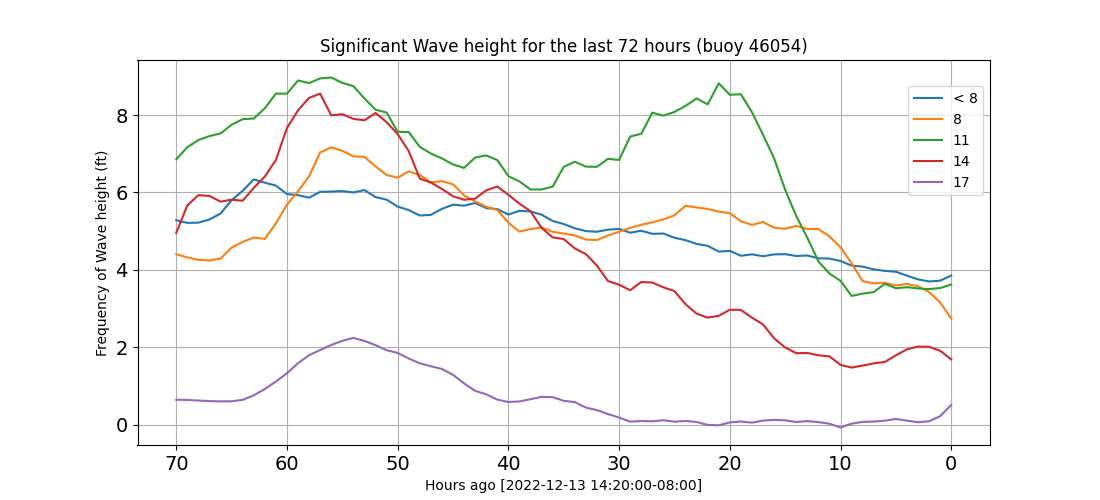 Significant Wave height for the last 72 hours (buoy 46054)
Frequency of Wave height (ft)
8
6
4
2
0
< 8
8
11
14
17
70 60 50 40 30 20 10 0
Hours ago [2022-12-13 14:20:00-08:00]